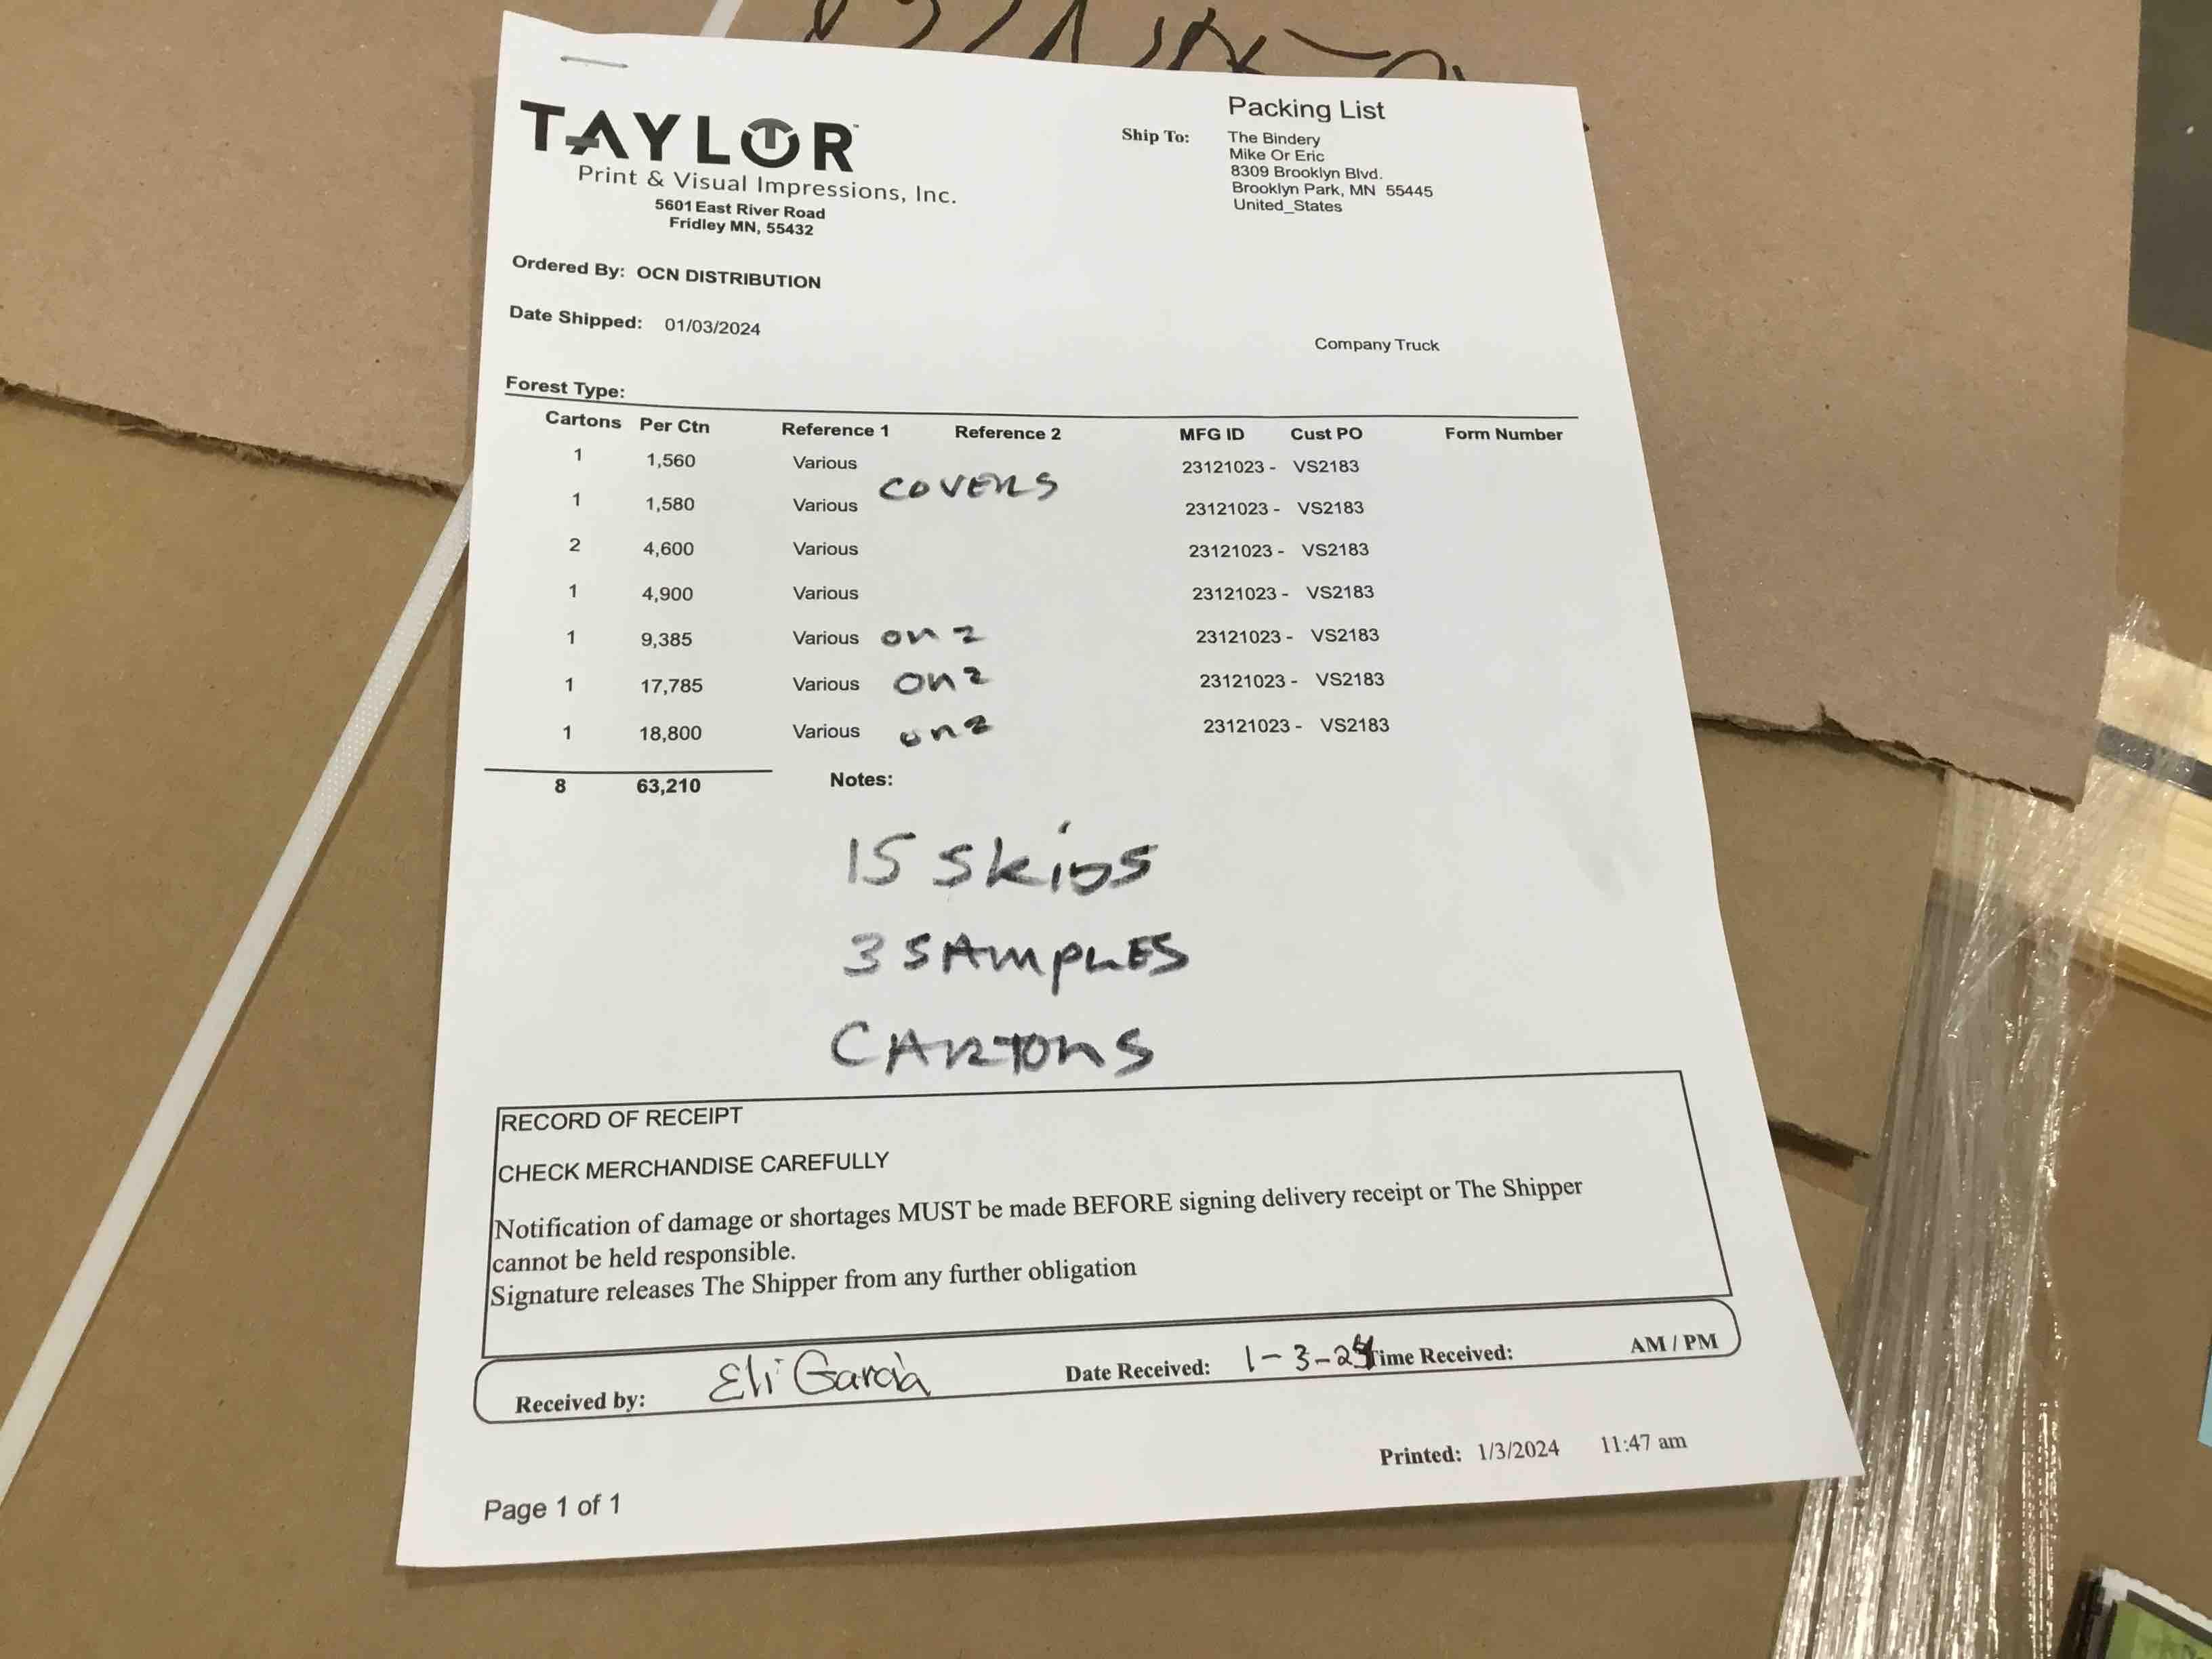 TAYLOR™
Print & Visual Impressions, Inc.
5601 East River Road
Fridley MN, 55432
Packing List
Ship To: The Bindery
Mike Or Eric
8309 Brooklyn Blvd.
Brooklyn Park, MN 55445
United_States
Ordered By: OCN DISTRIBUTION
Date Shipped: 01/03/2024
Company Truck
Forest Type:
Cartons Per Ctn Reference 1 Reference 2 MFG ID Cust PO Form Number
1 1,560 Various 23121023 - VS2183
COVERS
1 1,580 Various 23121023 - VS2183
2 4,600 Various 23121023 - VS2183
1 4,900 Various 23121023 - VS2183
1 9,385 Various on 2 23121023 - VS2183
1 17,785 Various on 2 23121023 - VS2183
1 18,800 Various on 2 23121023 - VS2183
8 63,210 Notes:
15 SkiDS
3 SAMPLES
CARTONS
RECORD OF RECEIPT
CHECK MERCHANDISE CAREFULLY
Notification of damage or shortages MUST be made BEFORE signing delivery receipt or The Shipper
cannot be held responsible.
Signature releases The Shipper from any further obligation
Received by: Eli Garcia Date Received: 1-3-24 Time Received: AM / PM
Printed: 1/3/2024 11:47 am
Page 1 of 1